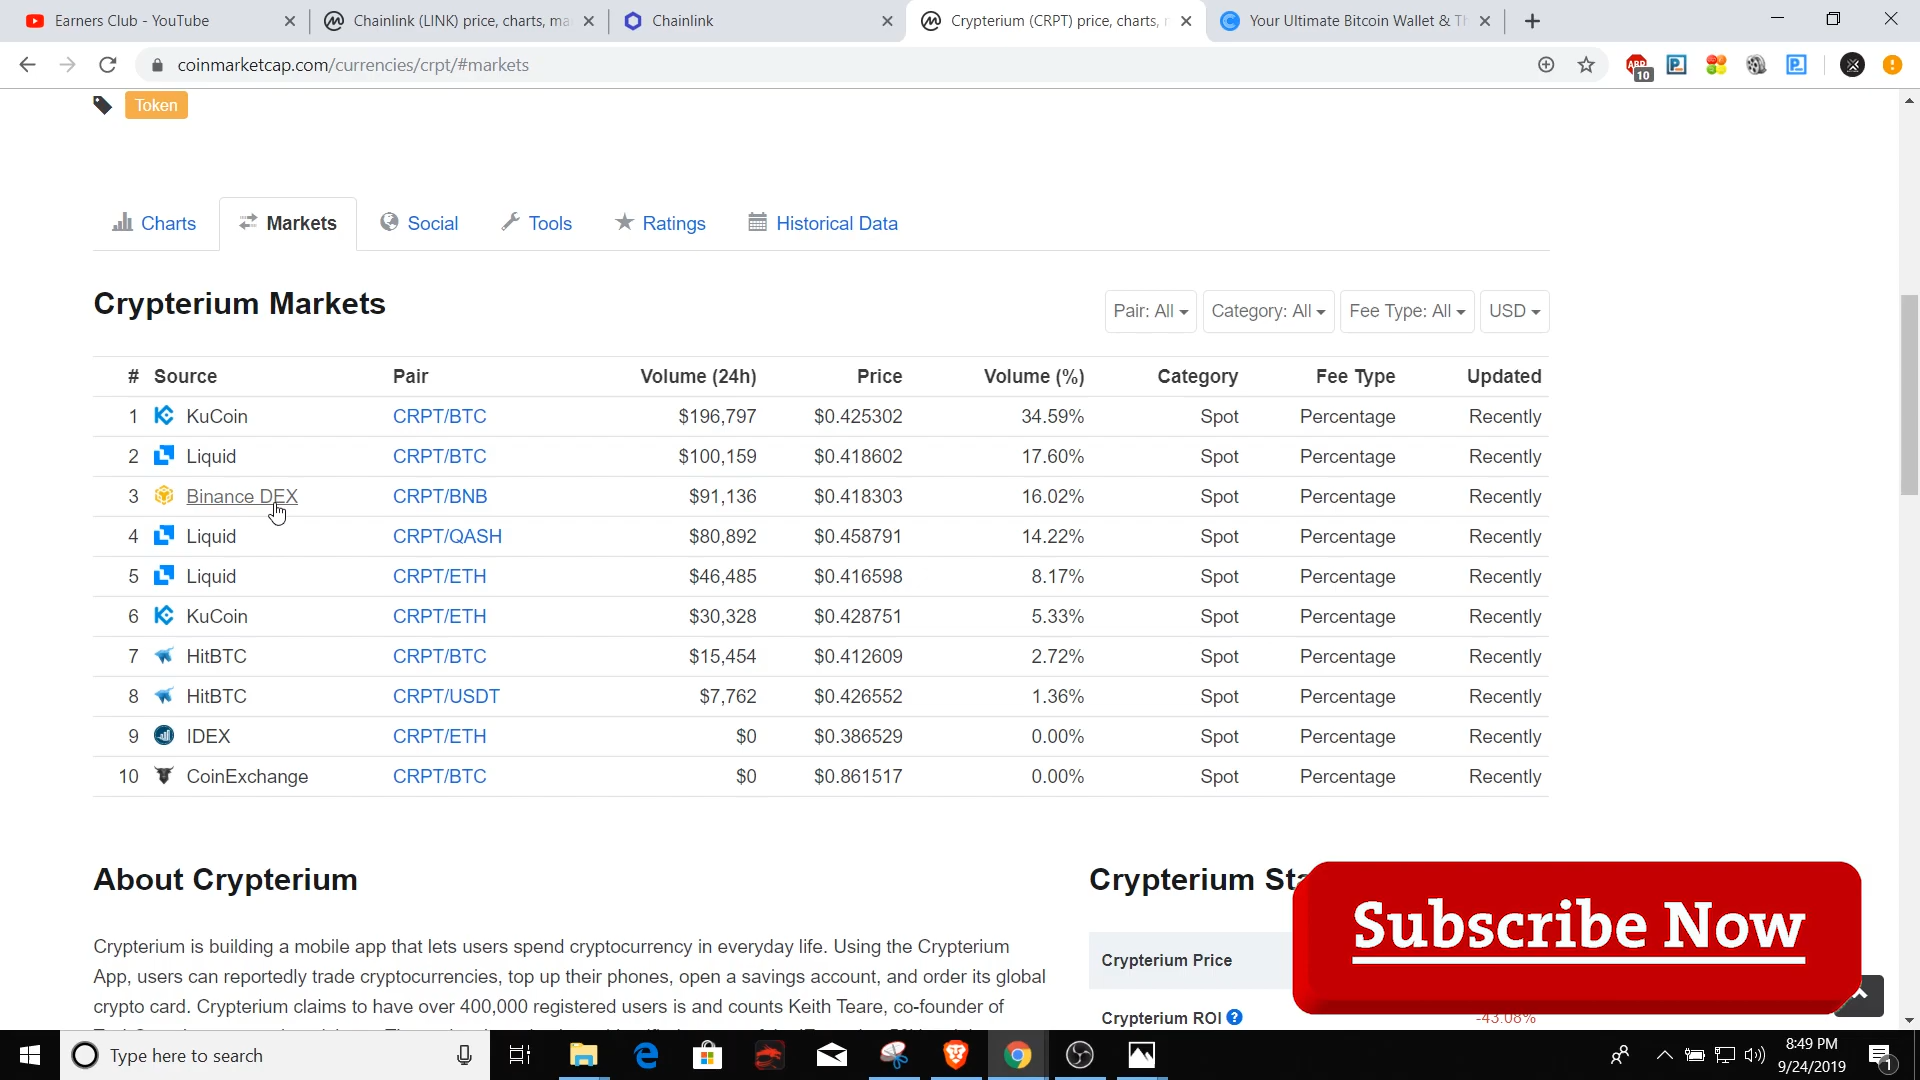 Earners Club - YouTube
Chainlink (LINK) price, charts, ma
Chainlink
Crypterium (CRPT) price, charts,
Your Ultimate Bitcoin Wallet & T
coinmarketcap.com/currencies/crpt/#markets
ABP
10
Token
Charts
Markets
Social
Tools
Ratings
Historical Data
Crypterium Markets
Pair: All
Category: All
Fee Type: All
USD
# Source Pair Volume (24h) Price Volume (%) Category Fee Type Updated
1 KuCoin CRPT/BTC $196,797 $0.425302 34.59% Spot Percentage Recently
2 Liquid CRPT/BTC $100,159 $0.418602 17.60% Spot Percentage Recently
3 Binance DEX CRPT/BNB $91,136 $0.418303 16.02% Spot Percentage Recently
4 Liquid CRPT/QASH $80,892 $0.458791 14.22% Spot Percentage Recently
5 Liquid CRPT/ETH $46,485 $0.416598 8.17% Spot Percentage Recently
6 KuCoin CRPT/ETH $30,328 $0.428751 5.33% Spot Percentage Recently
7 HitBTC CRPT/BTC $15,454 $0.412609 2.72% Spot Percentage Recently
8 HitBTC CRPT/USDT $7,762 $0.426552 1.36% Spot Percentage Recently
9 IDEX CRPT/ETH $0 $0.386529 0.00% Spot Percentage Recently
10 CoinExchange CRPT/BTC $0 $0.861517 0.00% Spot Percentage Recently
About Crypterium
Crypterium is building a mobile app that lets users spend cryptocurrency in everyday life. Using the Crypterium
App, users can reportedly trade cryptocurrencies, top up their phones, open a savings account, and order its global
crypto card. Crypterium claims to have over 400,000 registered users is and counts Keith Teare, co-founder of
Crypterium Sta
Crypterium Price
Crypterium ROI ?
-43.08%
Subscribe Now
Type here to search
8:49 PM
9/24/2019
1